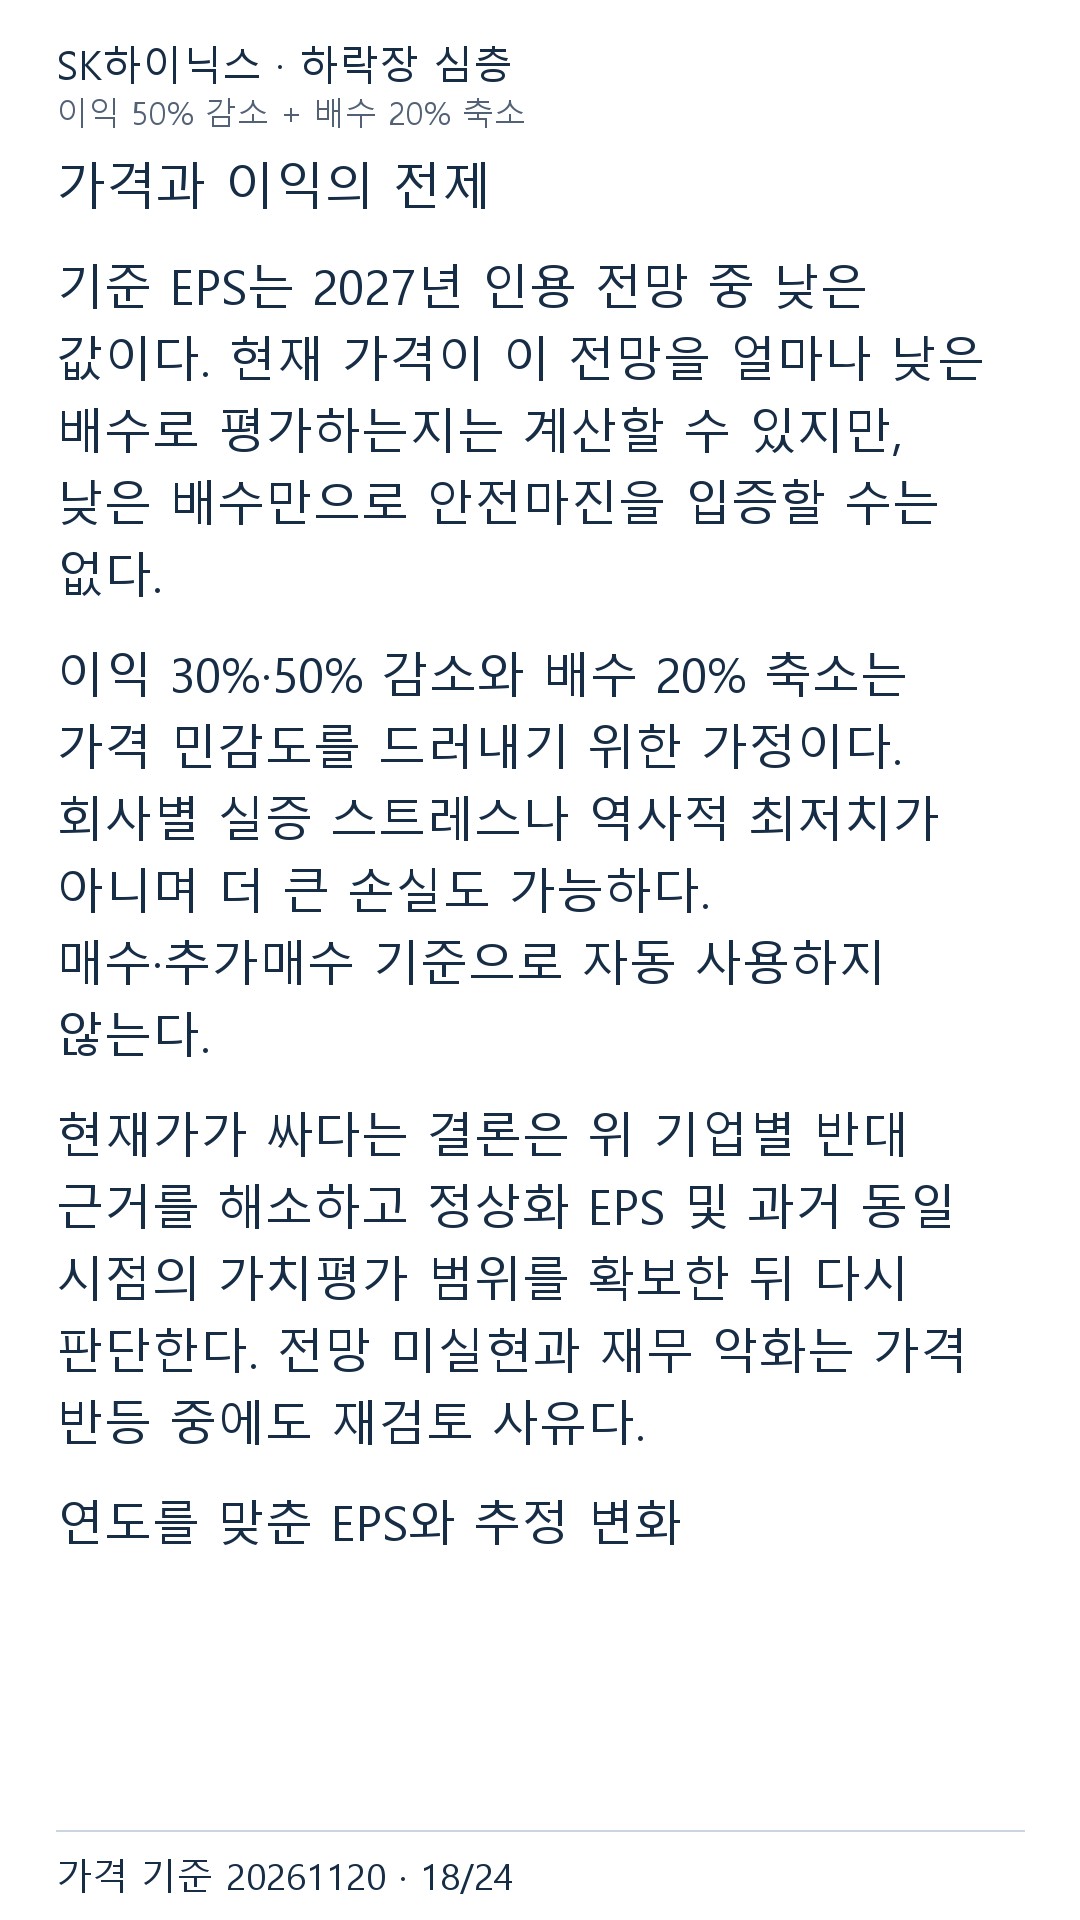 SK하이닉스 · 하락장 심층
이익 50% 감소 + 배수 20% 축소
가격과 이익의 전제
기준 EPS는 2027년 인용 전망 중 낮은
값이다. 현재 가격이 이 전망을 얼마나 낮은
배수로 평가하는지는 계산할 수 있지만,
낮은 배수만으로 안전마진을 입증할 수는
없다.
이익 30%·50% 감소와 배수 20% 축소는
가격 민감도를 드러내기 위한 가정이다.
회사별 실증 스트레스나 역사적 최저치가
아니며 더 큰 손실도 가능하다.
매수·추가매수 기준으로 자동 사용하지
않는다.
현재가가 싸다는 결론은 위 기업별 반대
근거를 해소하고 정상화 EPS 및 과거 동일
시점의 가치평가 범위를 확보한 뒤 다시
판단한다. 전망 미실현과 재무 악화는 가격
반등 중에도 재검토 사유다.
연도를 맞춘 EPS와 추정 변화
가격 기준 20261120 · 18/24